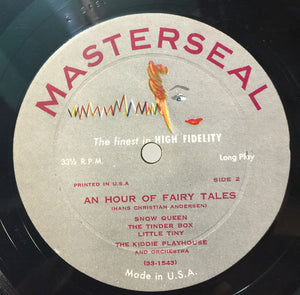 MASTERSEAL
The finest in HIGH FIDELITY
33⅓ R.P.M.
Long Play
PRINTED IN U.S.A
SIDE 2
AN HOUR OF FAIRY TALES
(HANS CHRISTIAN ANDERSEN)
SNOW QUEEN
THE TINDER BOX
LITTLE TINY
THE KIDDIE PLAYHOUSE
AND ORCHESTRA
(33-1543)
Made in U.S.A.